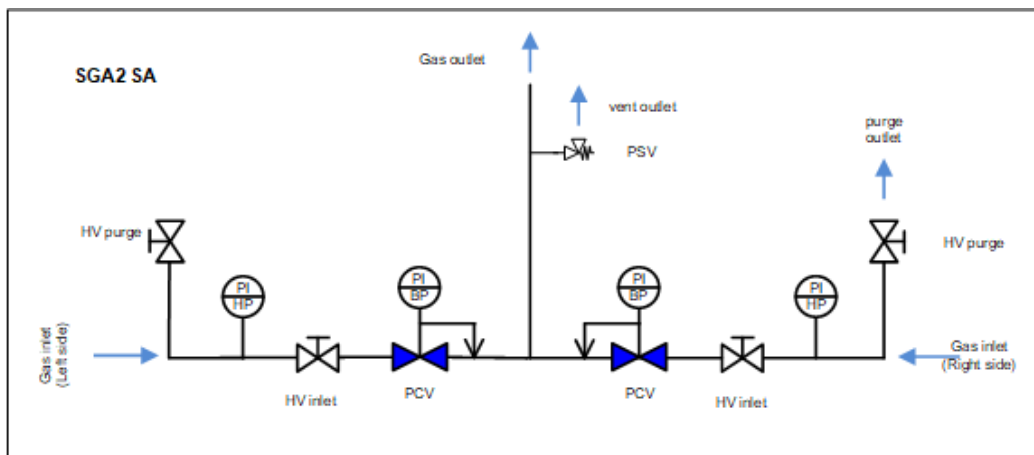 Gas outlet
SGA2 SA
vent outlet
PSV
purge
outlet
HV purge
HV purge
PI
HP
PI
BP
PI
BP
PI
HP
Gas inlet
(Left side)
Gas inlet
(Right side)
HV inlet
PCV
PCV
HV inlet